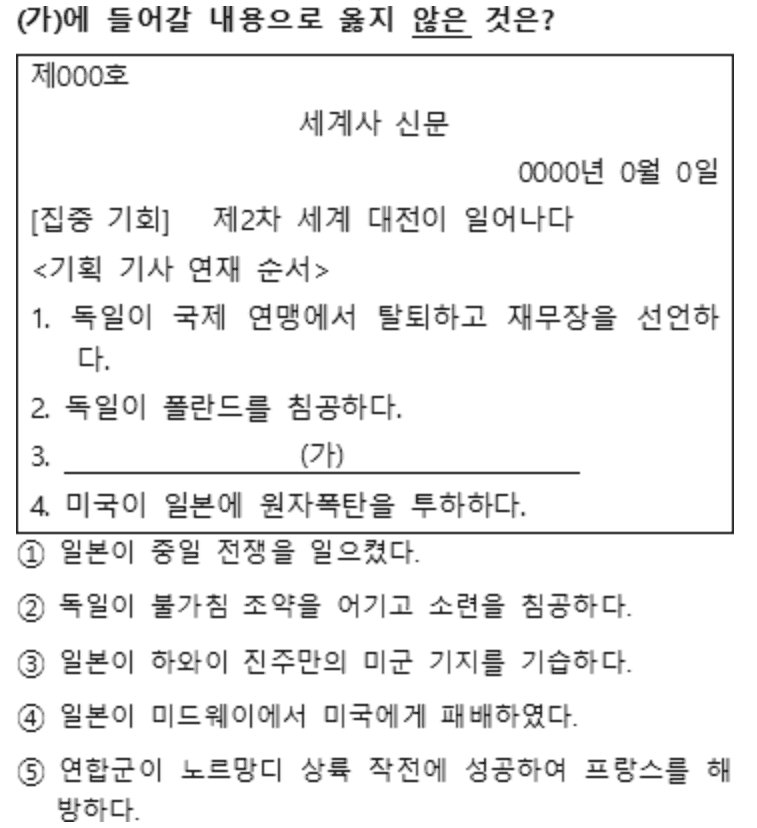 (가)에 들어갈 내용으로 옳지 않은 것은?
제000호
세계사 신문
0000년 0월 0일
[집중 기회] 제2차 세계 대전이 일어나다
<기획 기사 연재 순서>
1. 독일이 국제 연맹에서 탈퇴하고 재무장을 선언하
다.
2. 독일이 폴란드를 침공하다.
3. (가)
4. 미국이 일본에 원자폭탄을 투하하다.
① 일본이 중일 전쟁을 일으켰다.
② 독일이 불가침 조약을 어기고 소련을 침공하다.
③ 일본이 하와이 진주만의 미군 기지를 기습하다.
④ 일본이 미드웨이에서 미국에게 패배하였다.
⑤ 연합군이 노르망디 상륙 작전에 성공하여 프랑스를 해
방하다.